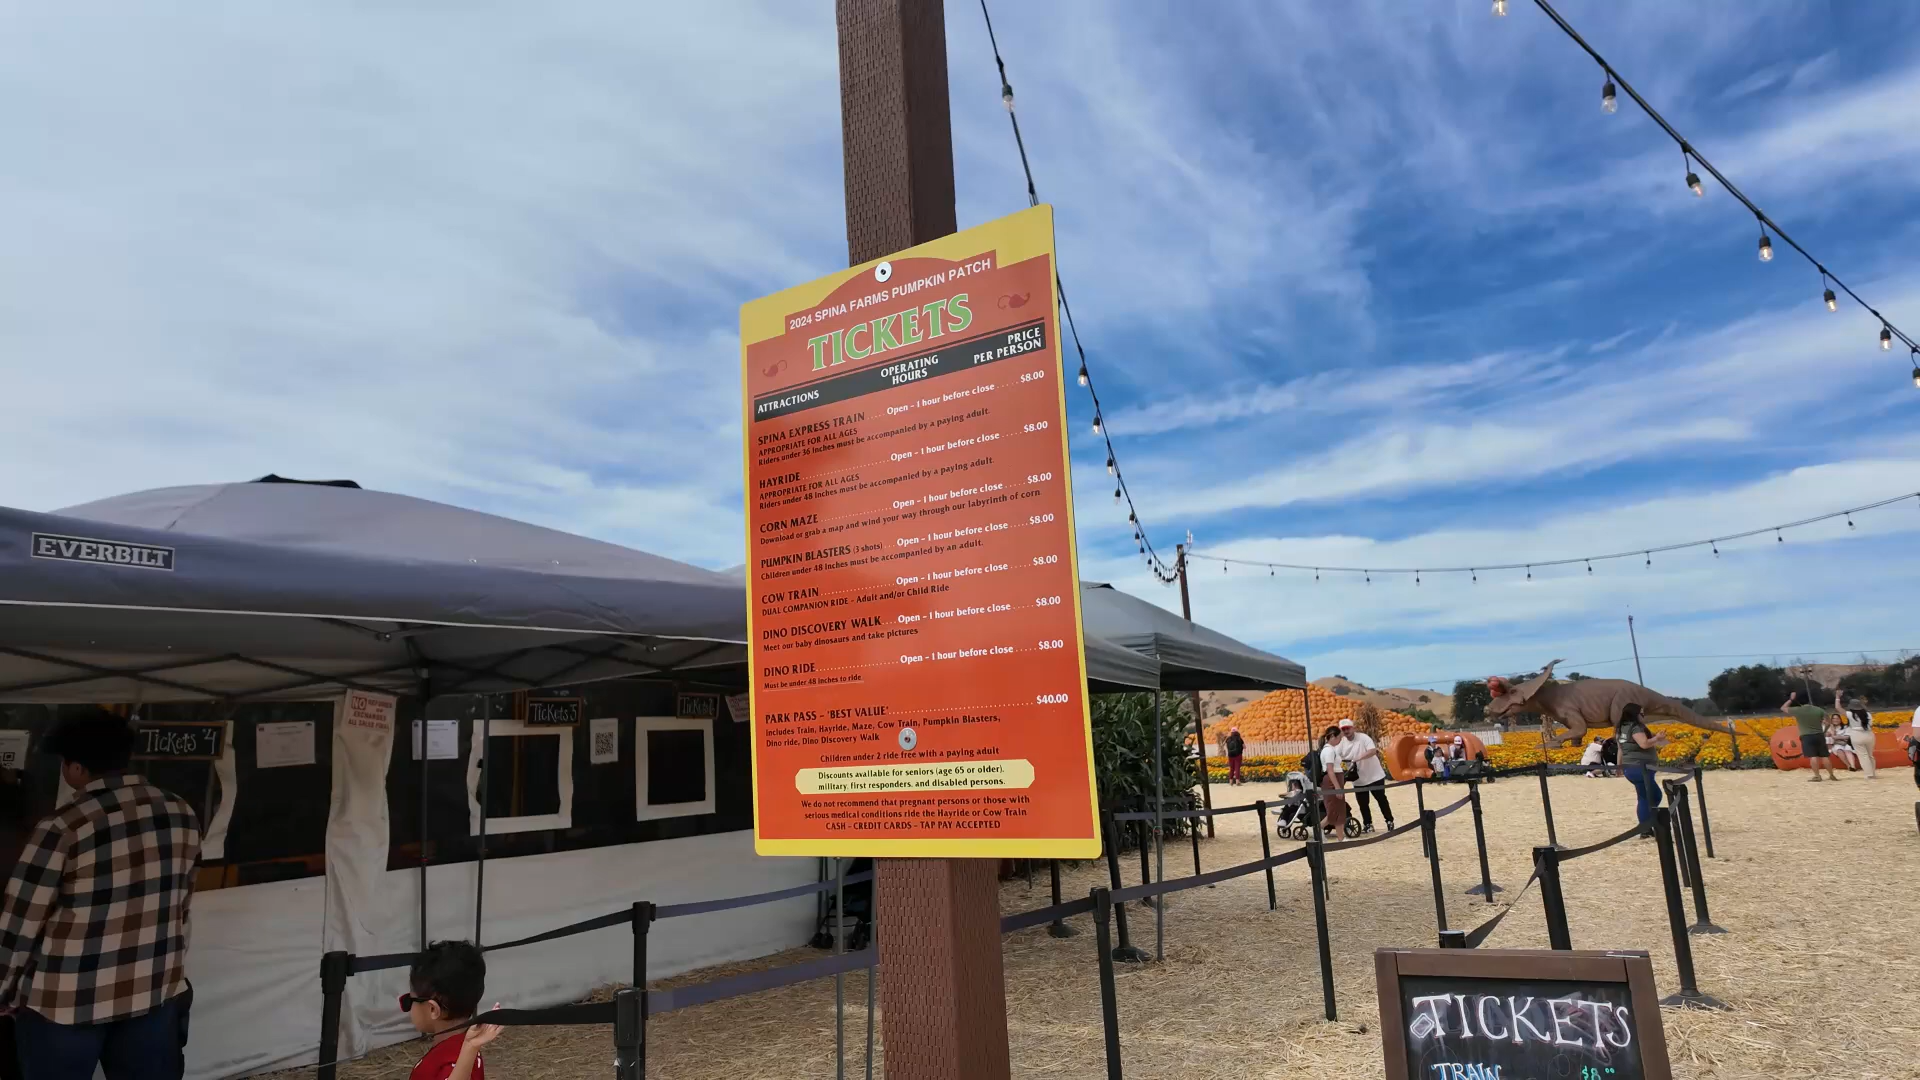 2024 SPINA FARMS PUMPKIN PATCH
TICKETS
ATTRACTIONS OPERATING HOURS PRICE PER PERSON
SPINA EXPRESS TRAIN ..... Open - 1 hour before close ..... $8.00
APPROPRIATE FOR ALL AGES
Riders under 36 inches must be accompanied by a paying adult.
HAYRIDE ..................... Open - 1 hour before close ..... $8.00
APPROPRIATE FOR ALL AGES
Riders under 48 inches must be accompanied by a paying adult
CORN MAZE ................. Open - 1 hour before close ..... $8.00
Download or grab a map and wind your way through our labyrinth of corn
PUMPKIN BLASTERS (3 shots) ... Open - 1 hour before close ..... $8.00
Children under 48 inches must be accompanied by an adult.
COW TRAIN ................. Open - 1 hour before close ..... $8.00
DUAL COMPANION RIDE - Adult and/or Child Ride
DINO DISCOVERY WALK .... Open - 1 hour before close ..... $8.00
Meet our baby dinosaurs and take pictures
DINO RIDE ................... Open - 1 hour before close ..... $8.00
Must be under 48 inches to ride.
PARK PASS - 'BEST VALUE' ................................. $40.00
includes Train, Hayride, Maze, Cow Train, Pumpkin Blasters,
Dino ride, Dino Discovery Walk
Children under 2 ride free with a paying adult
Discounts available for seniors (age 65 or older),
military, first responders, and disabled persons.
We do not recommend that pregnant persons or those with
serious medical conditions ride the Hayride or Cow Train
CASH - CREDIT CARDS - TAP PAY ACCEPTED
EVERBILT
Tickets 4
NO REFUNDS
OR
EXCHANGES
ALL SALES FINAL
Tickets 3
Tickets
TICKETS
TRAIN $8.00